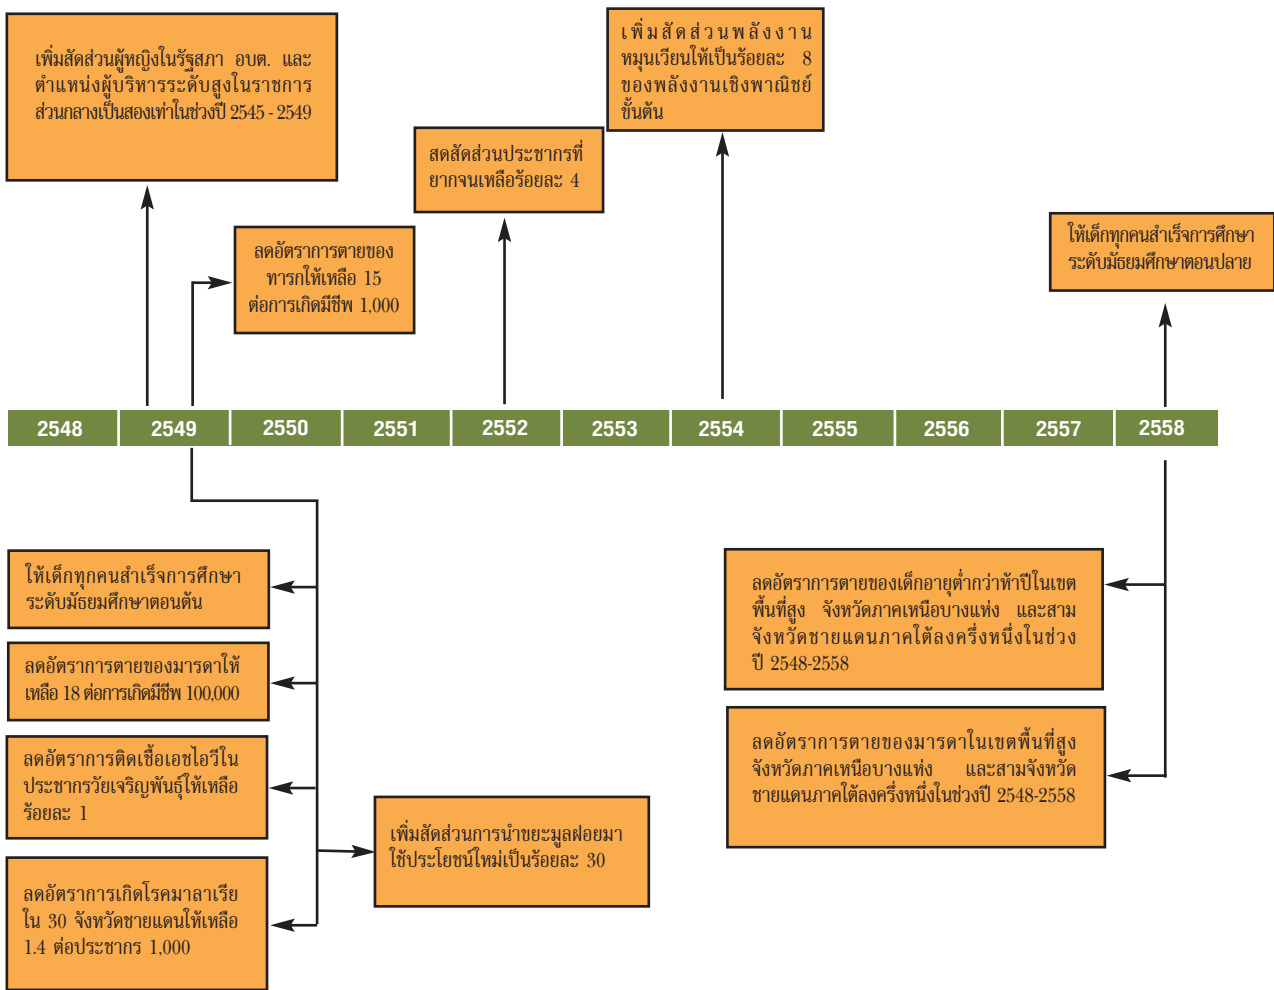 เพิ่มสัดส่วนผู้หญิงในรัฐสภา อบต. และ
ตำแหน่งผู้บริหารระดับสูงในราชการ
ส่วนกลางเป็นสองเท่าในช่วงปี 2545 - 2549
เพิ่มสัดส่วนพลังงาน
หมุนเวียนให้เป็นร้อยละ 8
ของพลังงานเชิงพาณิชย์
ขั้นต้น
สดสัดส่วนประชากรที่
ยากจนเหลือร้อยละ 4
ลดอัตราการตายของ
ทารกให้เหลือ 15
ต่อการเกิดมีชีพ 1,000
ให้เด็กทุกคนสำเร็จการศึกษา
ระดับมัธยมศึกษาตอนปลาย
2548 2549 2550 2551 2552 2553 2554 2555 2556 2557 2558
ให้เด็กทุกคนสำเร็จการศึกษา
ระดับมัธยมศึกษาตอนต้น
ลดอัตราการตายของมารดาให้
เหลือ 18 ต่อการเกิดมีชีพ 100,000
ลดอัตราการติดเชื้อเอชไอวีใน
ประชากรวัยเจริญพันธุ์ให้เหลือ
ร้อยละ 1
ลดอัตราการเกิดโรคมาลาเรีย
ใน 30 จังหวัดชายแดนให้เหลือ
1.4 ต่อประชากร 1,000
เพิ่มสัดส่วนการนำขยะมูลฝอยมา
ใช้ประโยชน์ใหม่เป็นร้อยละ 30
ลดอัตราการตายของเด็กอายุต่ำกว่าห้าปีในเขต
พื้นที่สูง จังหวัดภาคเหนือบางแห่ง และสาม
จังหวัดชายแดนภาคใต้ลงครึ่งหนึ่งในช่วง
ปี 2548-2558
ลดอัตราการตายของมารดาในเขตพื้นที่สูง
จังหวัดภาคเหนือบางแห่ง และสามจังหวัด
ชายแดนภาคใต้ลงครึ่งหนึ่งในช่วงปี 2548-2558